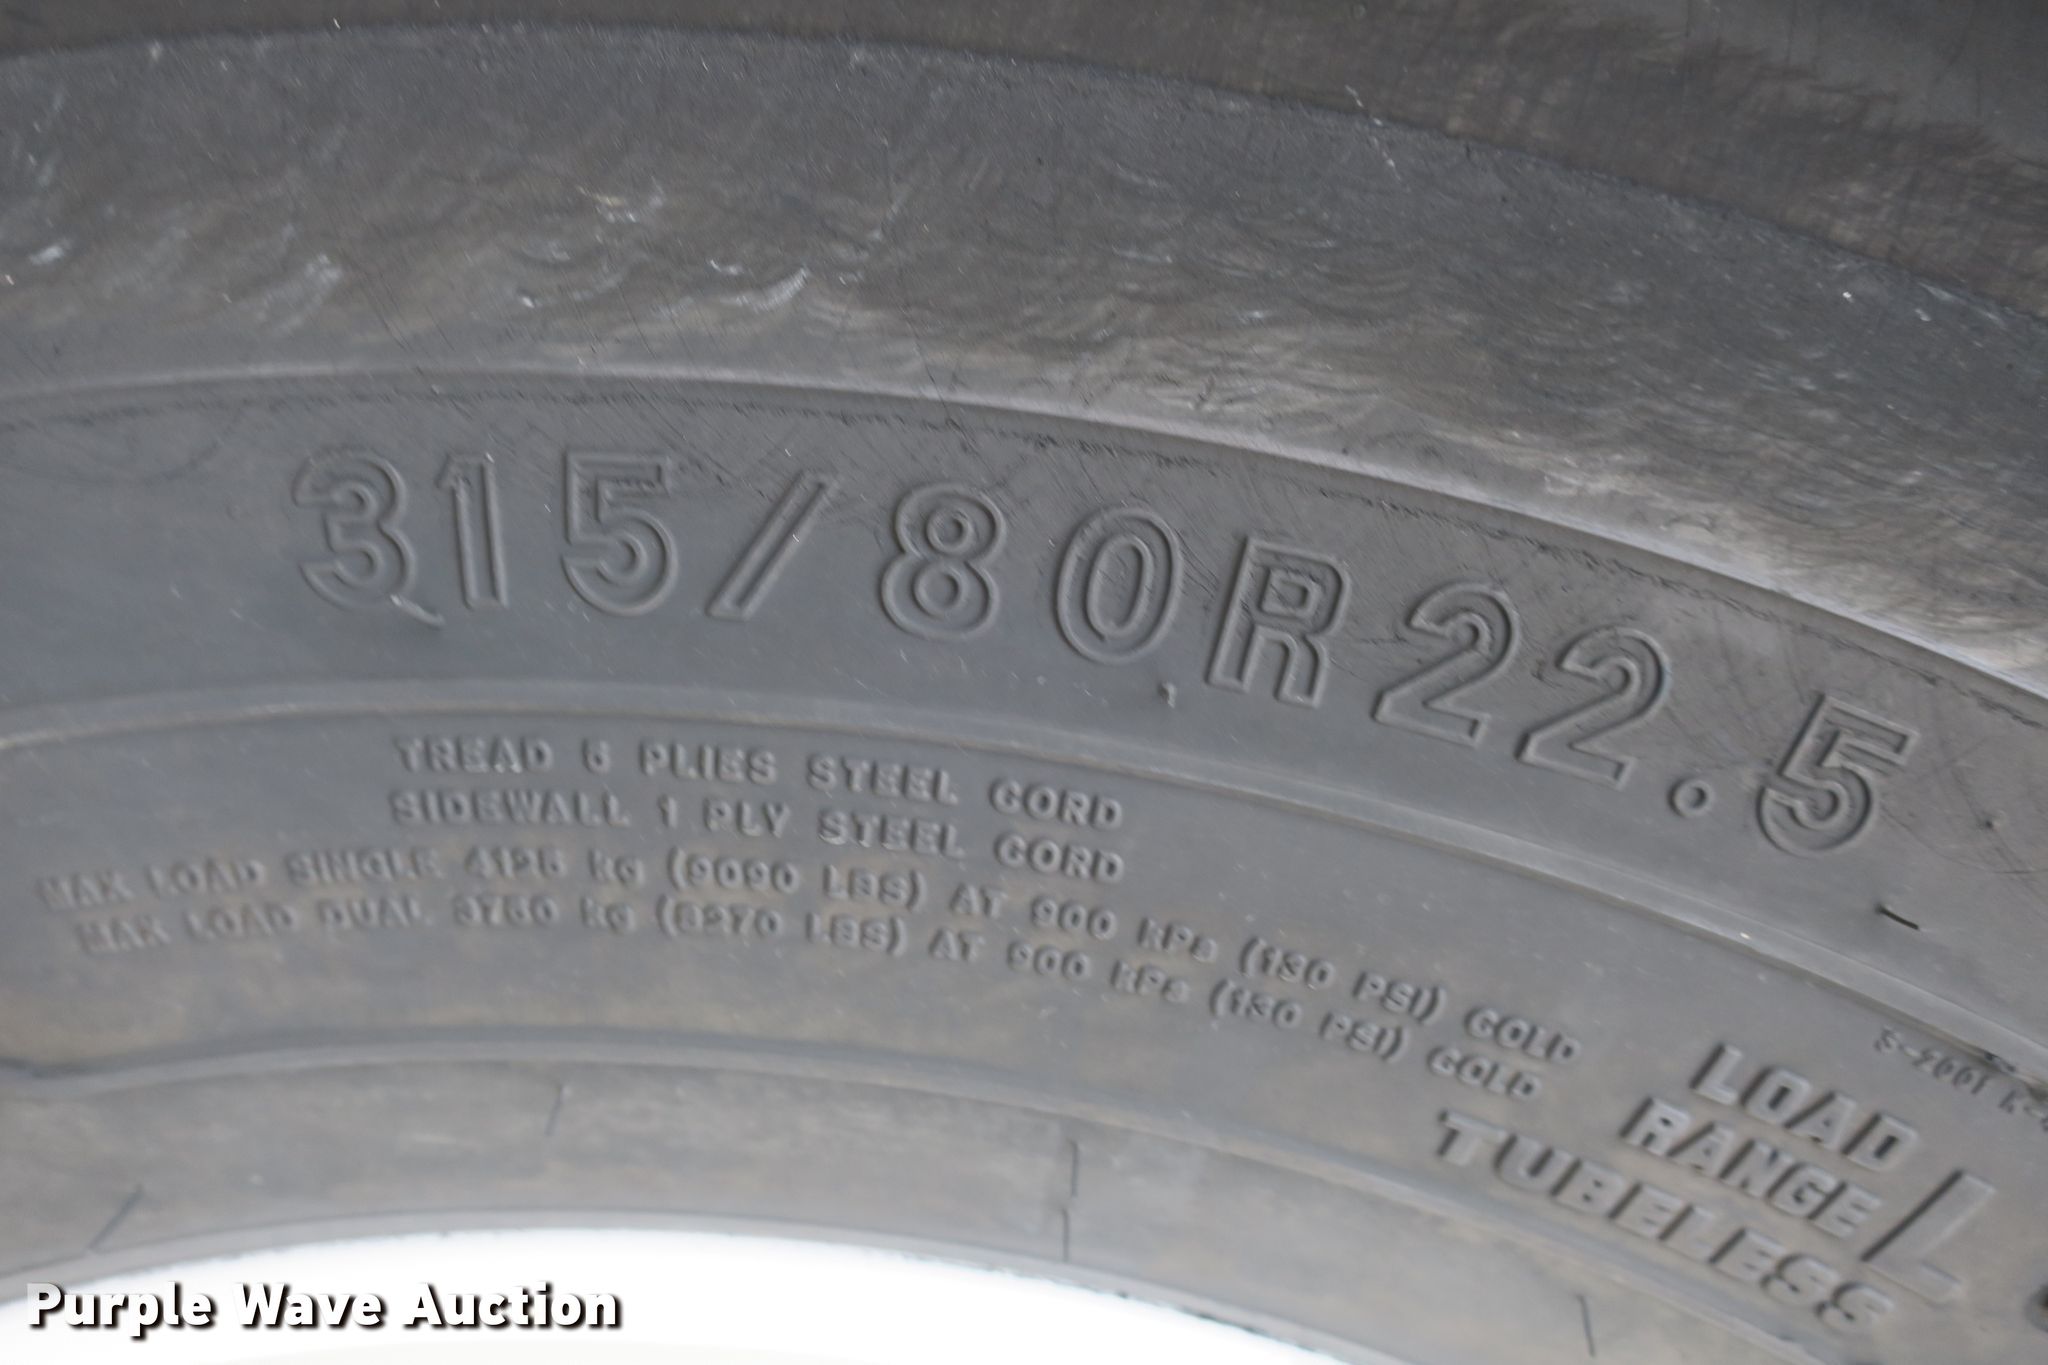 315/80R22.5
TREAD 5 PLIES STEEL CORD
SIDEWALL 1 PLY STEEL CORD
MAX LOAD SINGLE 4125 kg (9090 LBS) AT 900 kPa (130 PSI) COLD
MAX LOAD DUAL 3750 kg (8270 LBS) AT 900 kPa (130 PSI) COLD
S-2001
LOAD
RANGE L
TUBELESS
Purple Wave Auction